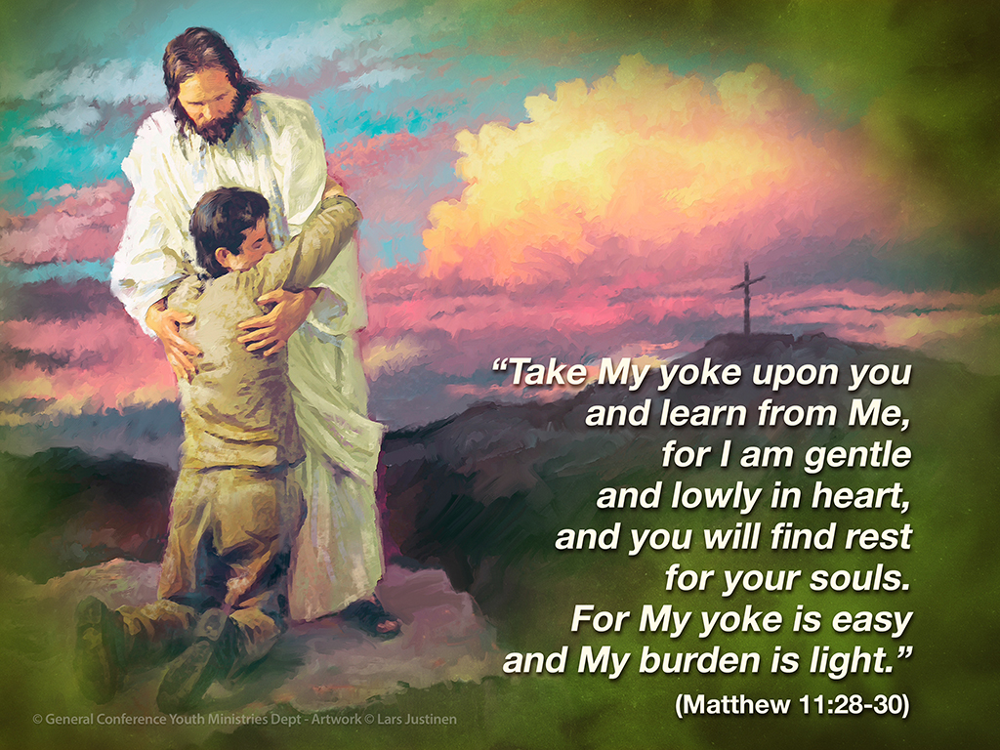 “Take My yoke upon you
and learn from Me,
for I am gentle
and lowly in heart,
and you will find rest
for your souls.
For My yoke is easy
and My burden is light.”
(Matthew 11:28-30)
© General Conference Youth Ministries Dept - Artwork © Lars Justinen